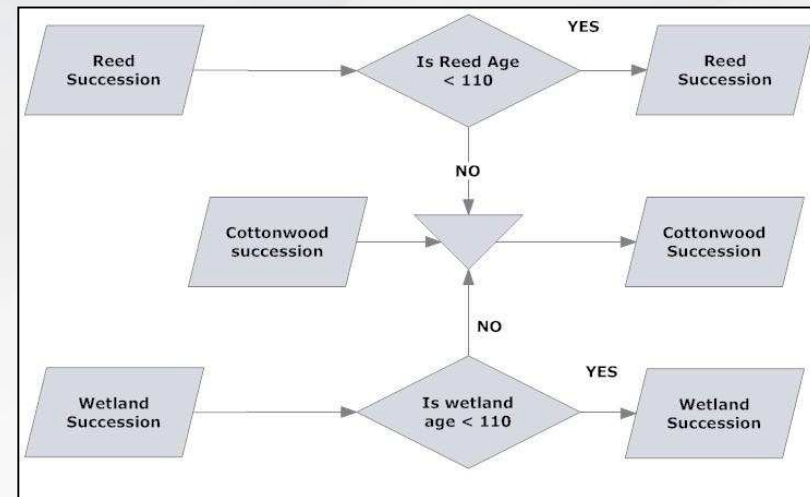 Reed
Succession
Is Reed Age
< 110
YES
Reed
Succession
NO
Cottonwood
succession
Cottonwood
Succession
NO
Wetland
Succession
Is wetland
age < 110
YES
Wetland
Succession